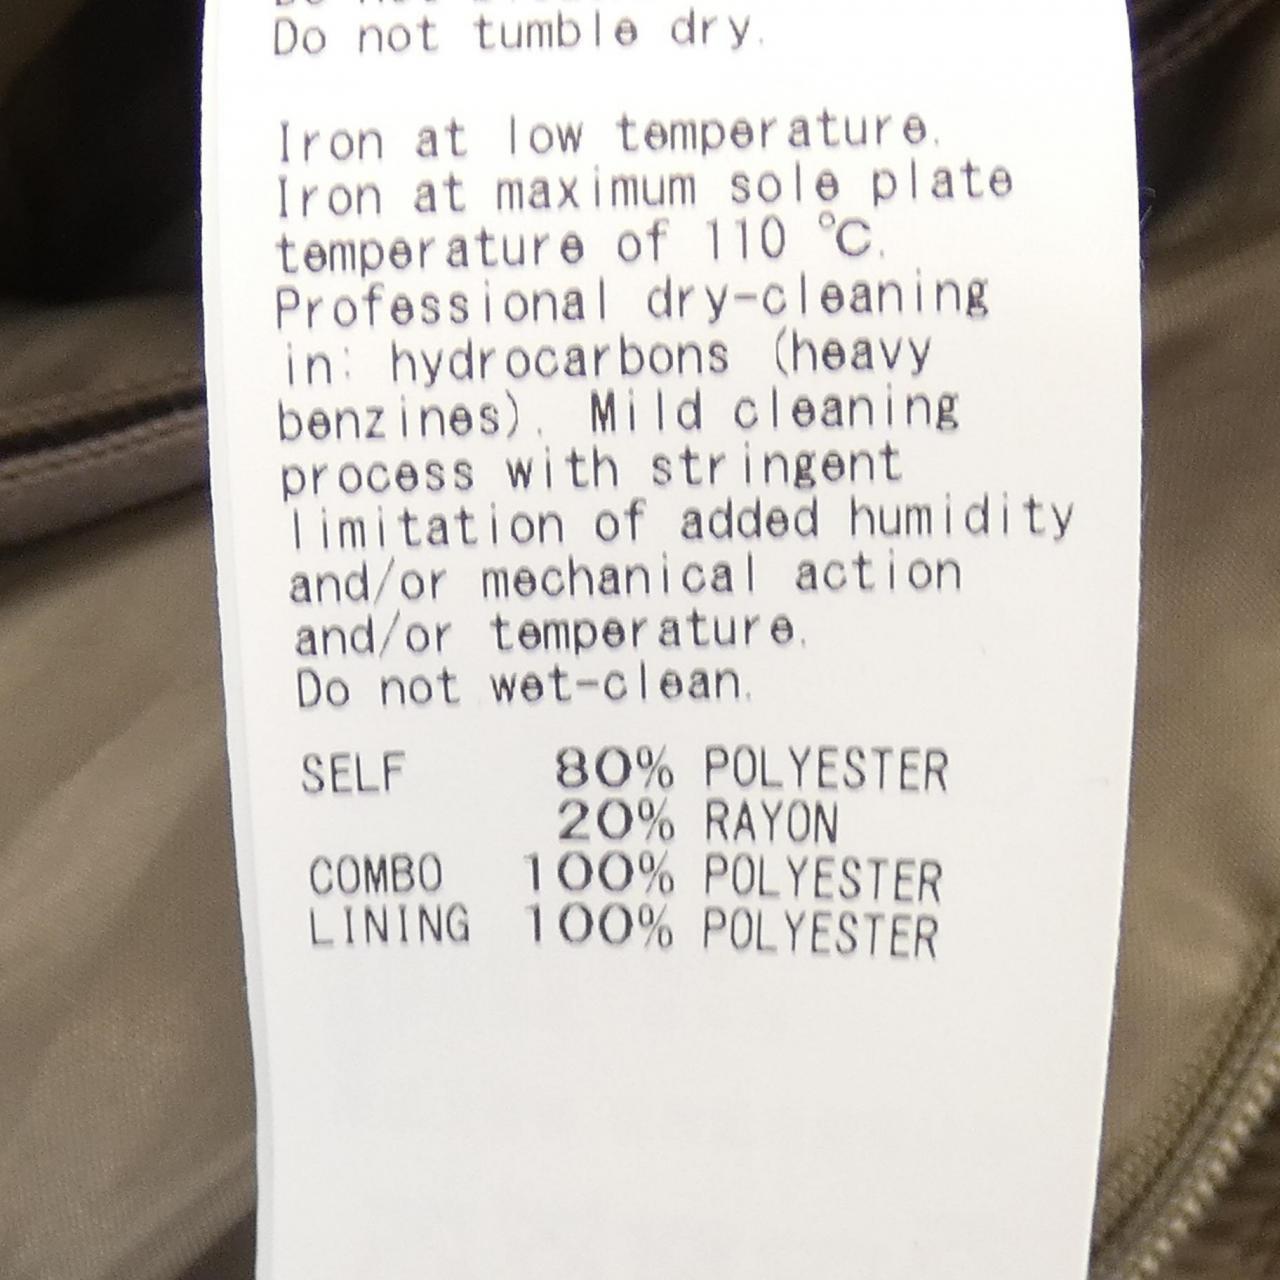 Do not tumble dry.
Iron at low temperature.
Iron at maximum sole plate
temperature of 110 ℃.
Professional dry-cleaning
in: hydrocarbons (heavy
benzines). Mild cleaning
process with stringent
limitation of added humidity
and/or mechanical action
and/or temperature.
Do not wet-clean.
SELF 80% POLYESTER
20% RAYON
COMBO 100% POLYESTER
LINING 100% POLYESTER